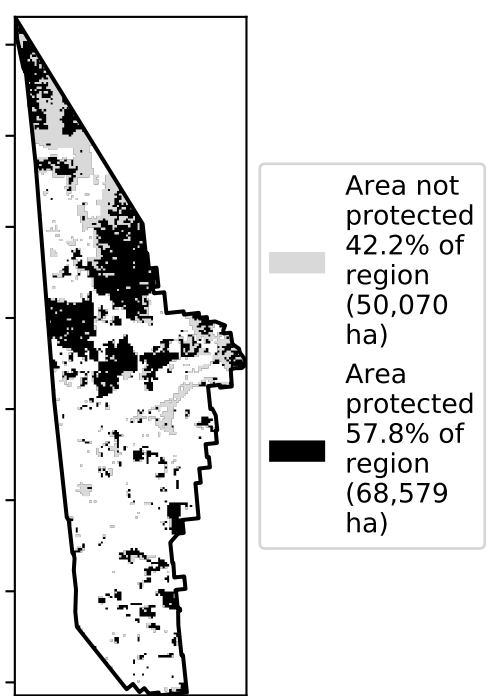 Area not
protected
42.2% of
region
(50,070
ha)
Area
protected
57.8% of
region
(68,579
ha)